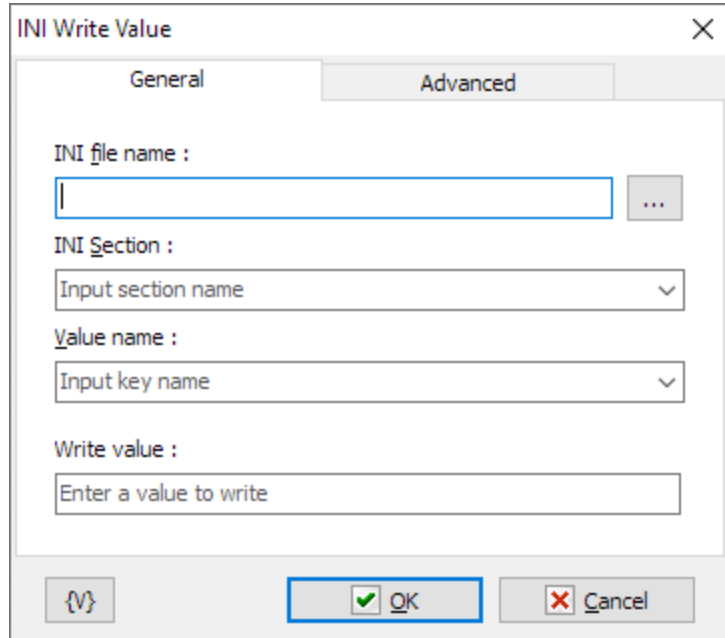 INI Write Value
General
Advanced
INI file name :
...
INI Section :
Input section name
Value name :
Input key name
Write value :
Enter a value to write
{V}
OK
Cancel